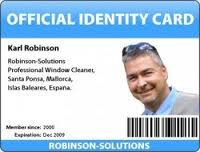 OFFICIAL IDENTITY CARD
Karl Robinson
Robinson-Solutions
Professional Window Cleaner,
Santa Ponsa, Mallorca,
Islas Baleares, Espana.
Member since: 2000
Expiration: Dec 2009
ROBINSON-SOLUTIONS